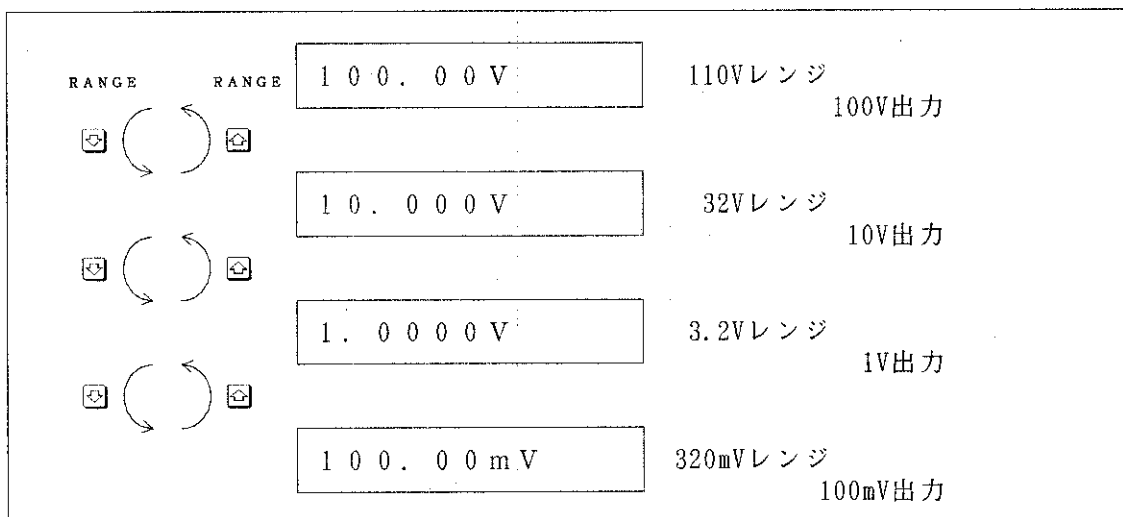 RANGE RANGE
100.00V
110Vレンジ
100V出力
10.000V
32Vレンジ
10V出力
1.0000V
3.2Vレンジ
1V出力
100.00mV
320mVレンジ
100mV出力